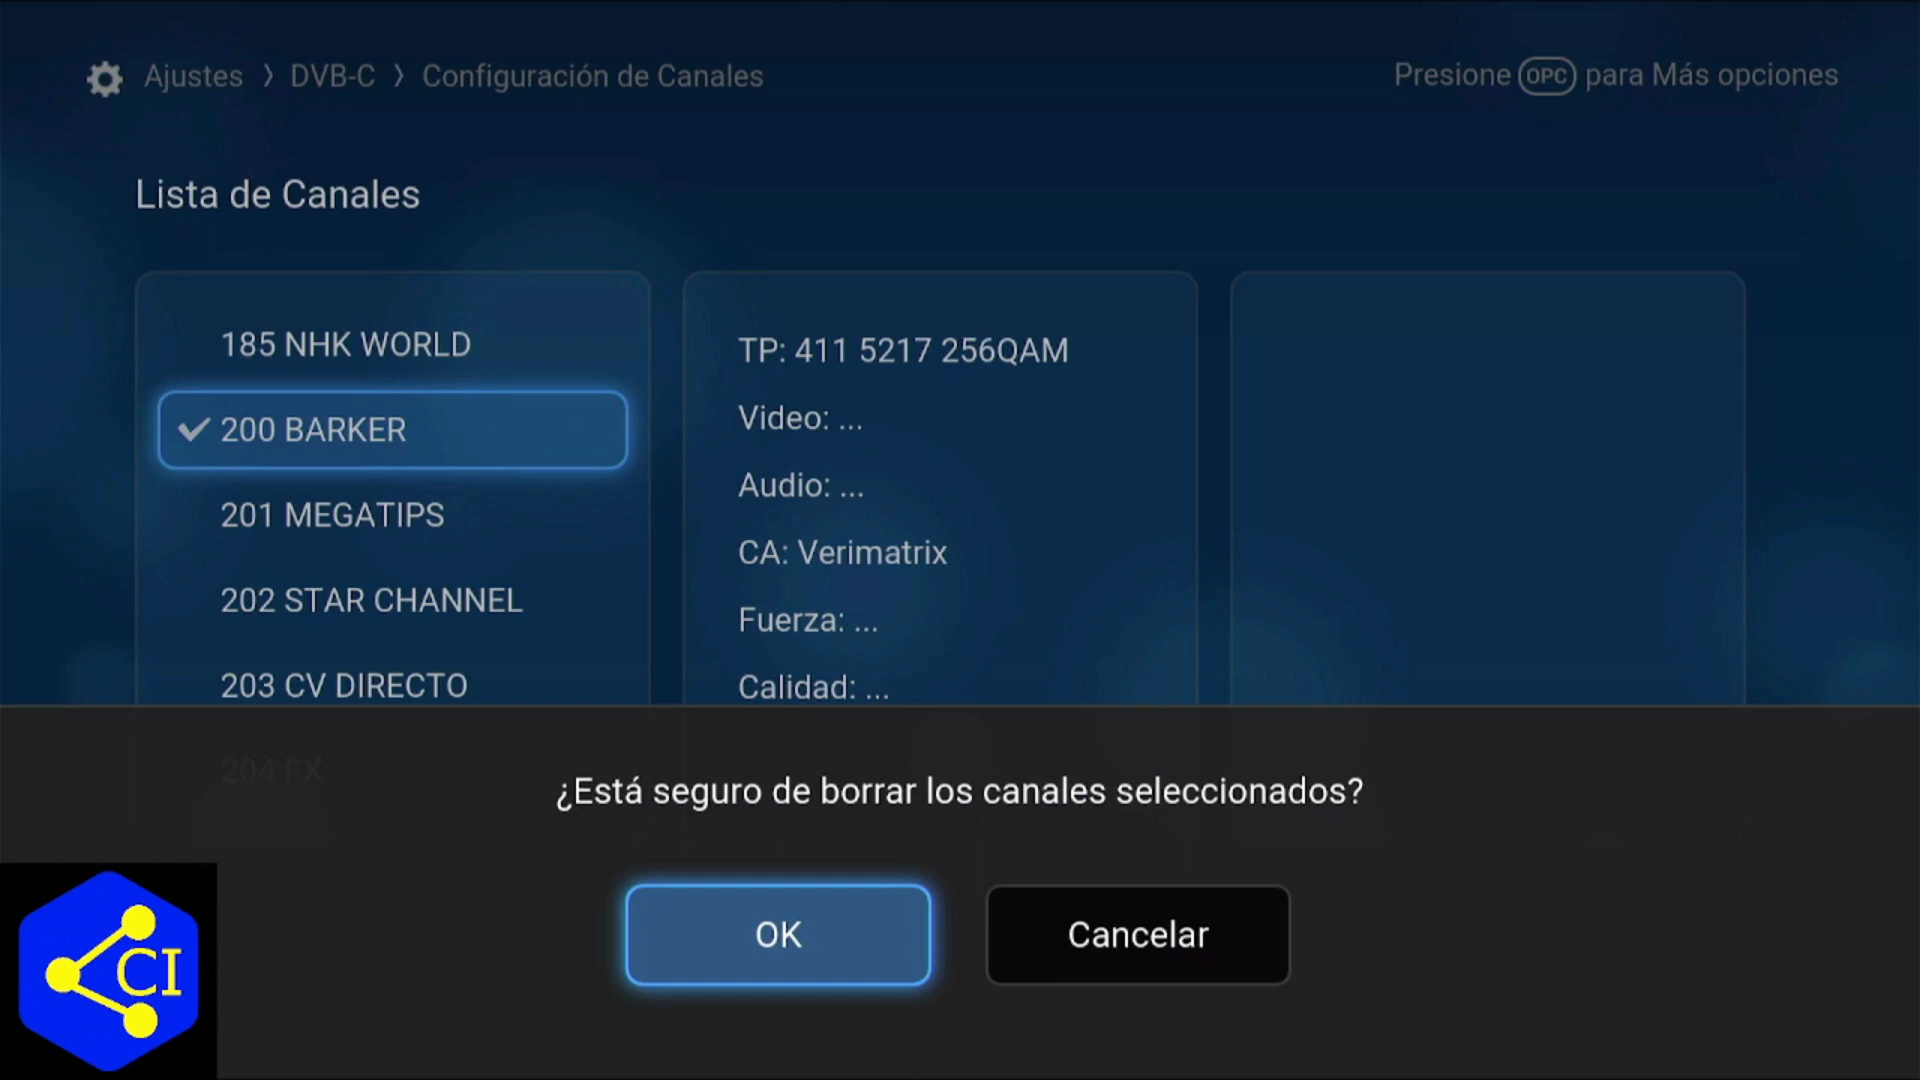 Ajustes 〉 DVB-C 〉 Configuración de Canales
Presione OPC para Más opciones
Lista de Canales
185 NHK WORLD
200 BARKER
201 MEGATIPS
202 STAR CHANNEL
203 CV DIRECTO
204 FX
TP: 411 5217 256QAM
Video: ...
Audio: ...
CA: Verimatrix
Fuerza: ...
Calidad: ...
¿Está seguro de borrar los canales seleccionados?
OK
Cancelar
CI